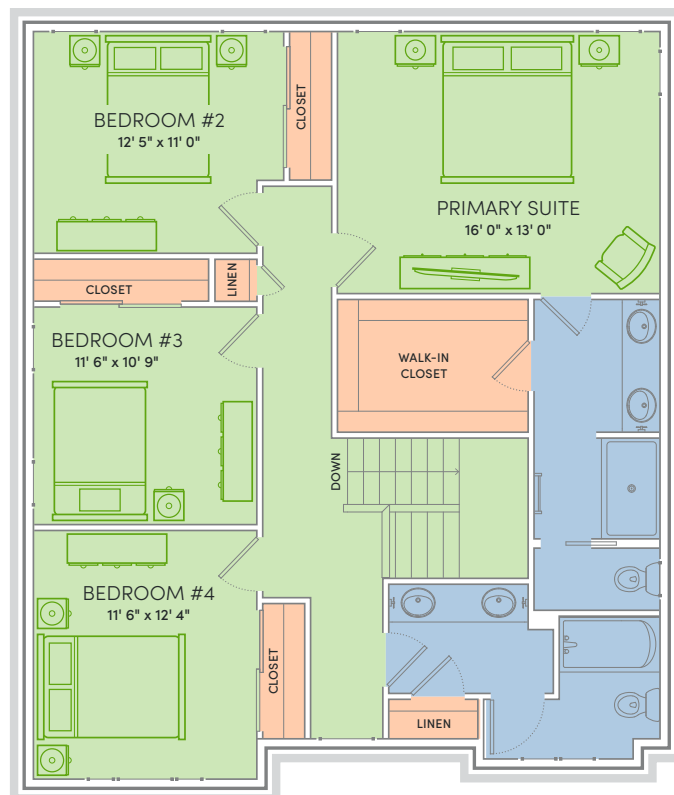 BEDROOM #2
12' 5" x 11' 0"
CLOSET
PRIMARY SUITE
16' 0" x 13' 0"
CLOSET
LINEN
BEDROOM #3
11' 6" x 10' 9"
WALK-IN
CLOSET
DOWN
BEDROOM #4
11' 6" x 12' 4"
CLOSET
LINEN